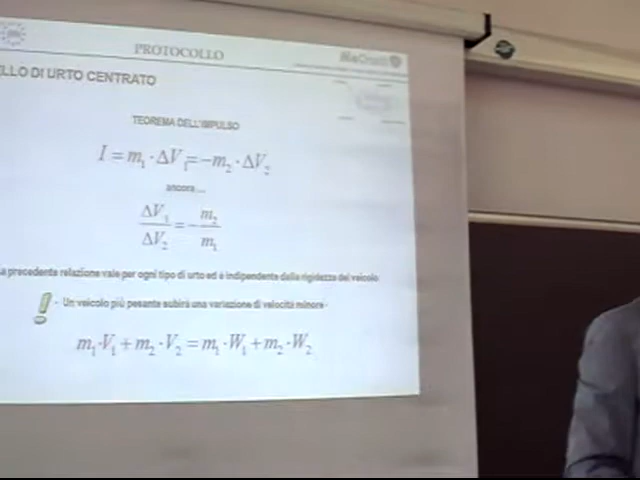 PROTOCOLLO
ELLO DI URTO CENTRATO
TEOREMA DELL'IMPULSO
I = m₁ · ΔV₁ = −m₂ · ΔV₂
ancora ...
ΔV₁/ΔV₂ = − m₂/m₁
a precedente relazione vale per ogni tipo di urto ed è indipendente dalla rigidezza del veicolo
! - Un veicolo più pesante subirà una variazione di velocità minore -
m₁·V₁ + m₂·V₂ = m₁·W₁ + m₂·W₂